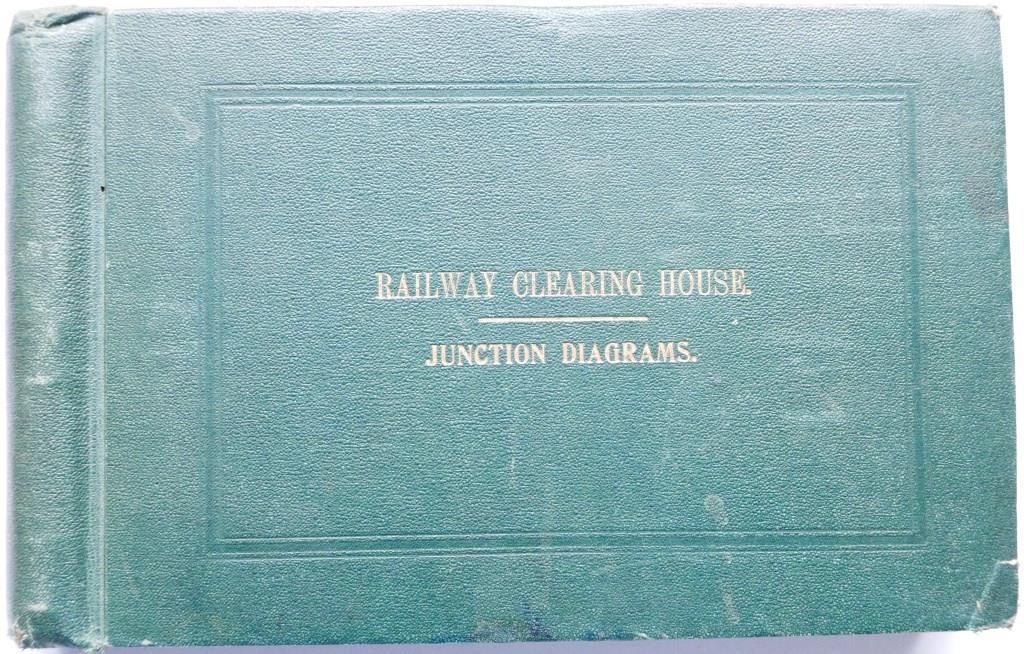 RAILWAY CLEARING HOUSE.
JUNCTION DIAGRAMS.